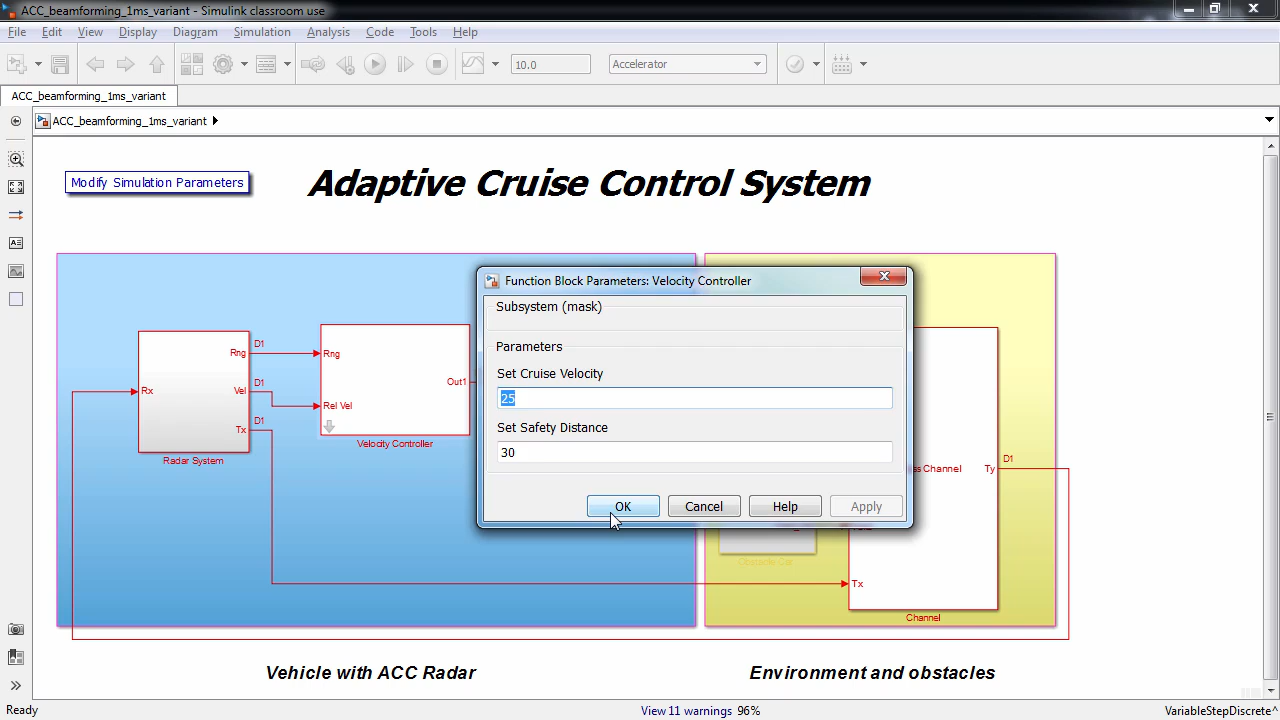 ACC_beamforming_1ms_variant - Simulink classroom use
File Edit View Display Diagram Simulation Analysis Code Tools Help
10.0 Accelerator
ACC_beamforming_1ms_variant
ACC_beamforming_1ms_variant
Modify Simulation Parameters
Adaptive Cruise Control System
Function Block Parameters: Velocity Controller
Subsystem (mask)
Parameters
Set Cruise Velocity
25
Set Safety Distance
30
OK Cancel Help Apply
Rx
Rng
Vel
Tx
D1
D1
D1
Radar System
Rng
Rel Vel
Out1
Velocity Controller
Obstacle Car
Channel
Ty
D1
Tx
Channel
Vehicle with ACC Radar
Environment and obstacles
Ready
View 11 warnings 96%
VariableStepDiscrete